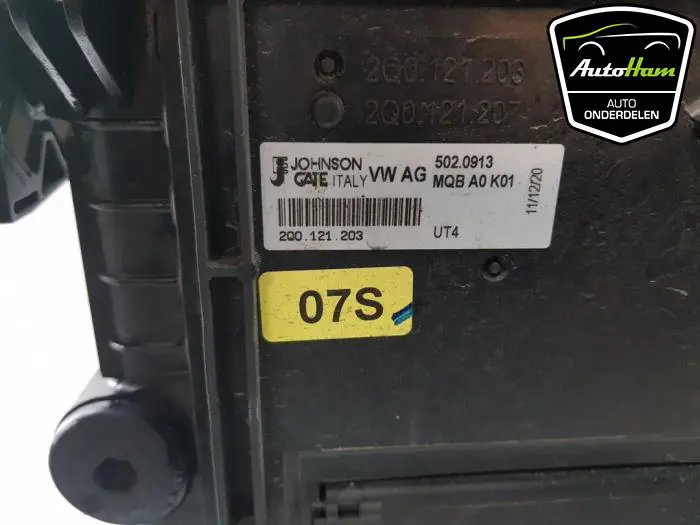 AutoHam
AUTO
ONDERDELEN
2Q0.121.203
2Q0.121.207
JOHNSON
GATE ITALY
VW AG
502.0913
MQB A0 K01
11/12/20
2Q0.121.203
UT4
07S